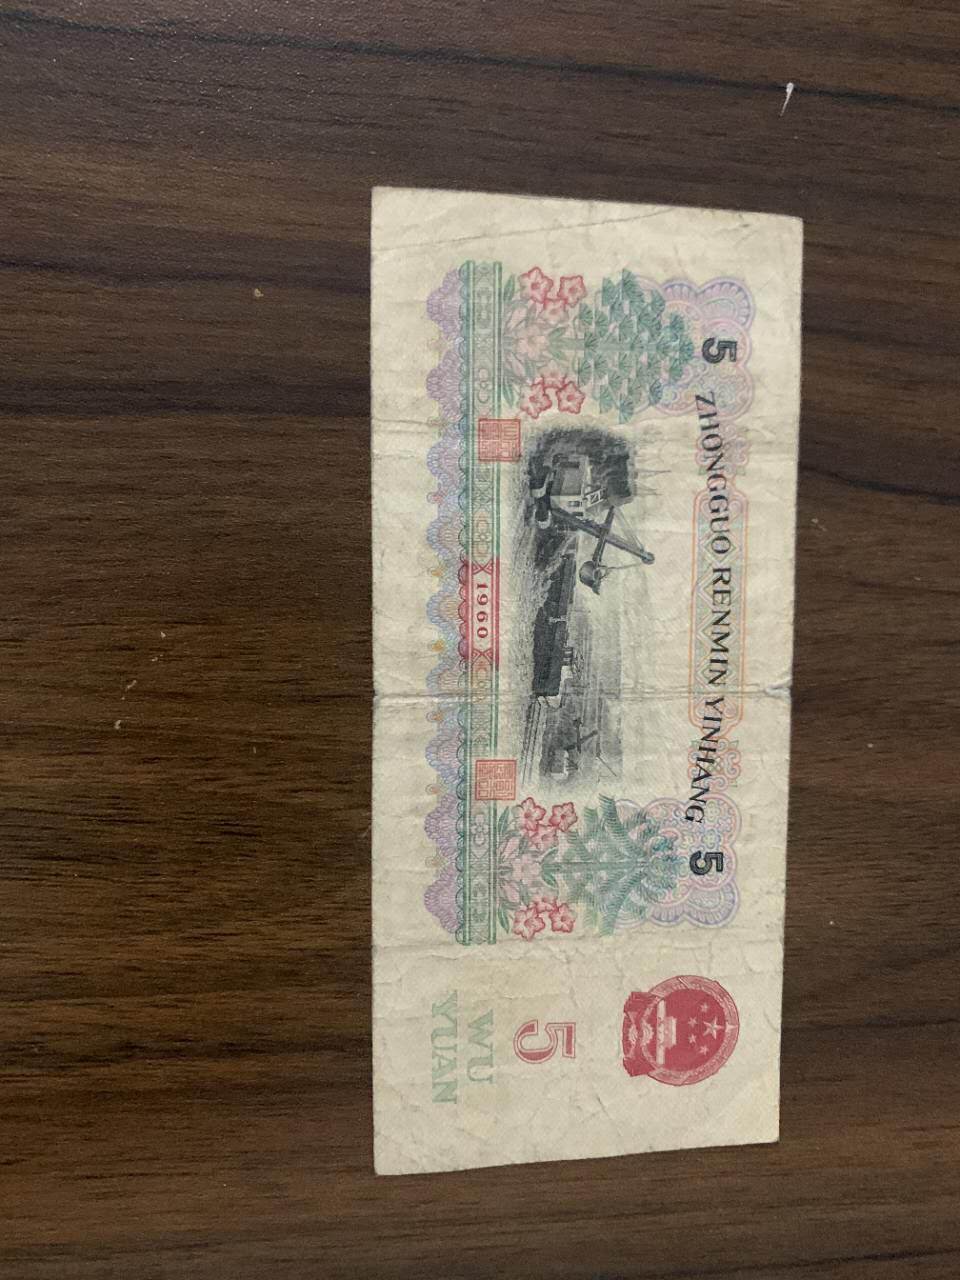 5 ZHONGGUO RENMIN YINHANG 5
1960
5
WU
YUAN